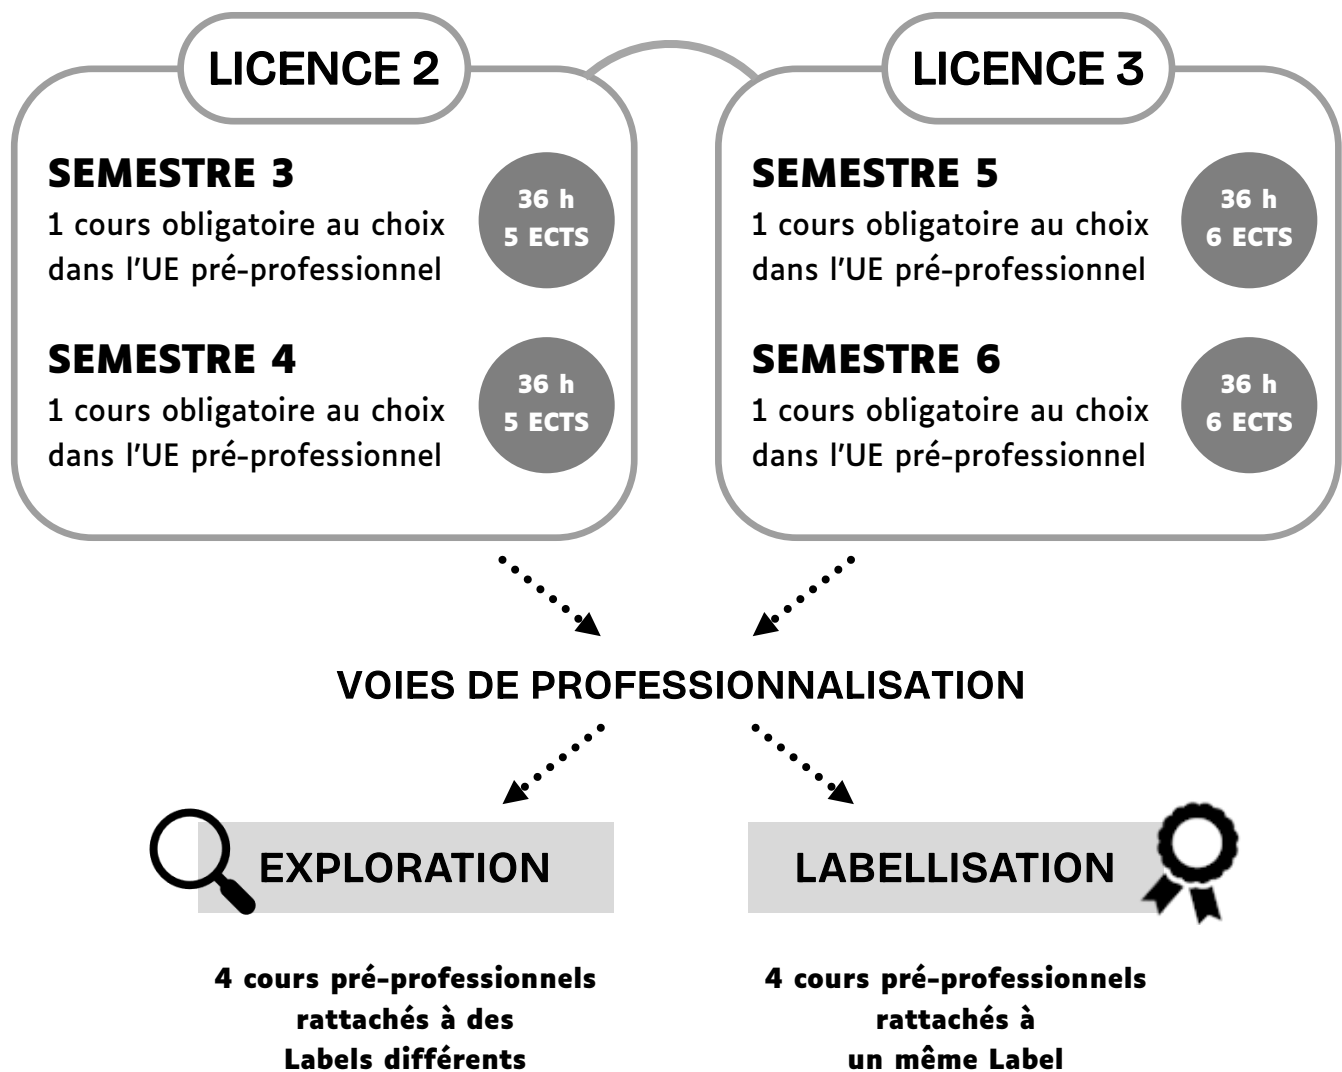 LICENCE 2
SEMESTRE 3
1 cours obligatoire au choix
dans l'UE pré-professionnel
36 h
5 ECTS
SEMESTRE 4
1 cours obligatoire au choix
dans l'UE pré-professionnel
36 h
5 ECTS
LICENCE 3
SEMESTRE 5
1 cours obligatoire au choix
dans l'UE pré-professionnel
36 h
6 ECTS
SEMESTRE 6
1 cours obligatoire au choix
dans l'UE pré-professionnel
36 h
6 ECTS
VOIES DE PROFESSIONNALISATION
EXPLORATION
4 cours pré-professionnels
rattachés à des
Labels différents
LABELLISATION
4 cours pré-professionnels
rattachés à
un même Label